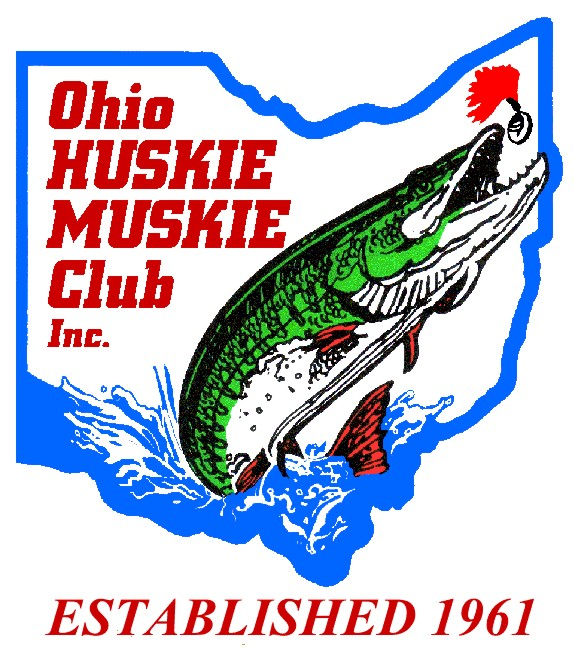 Ohio
HUSKIE
MUSKIE
Club
Inc.
ESTABLISHED 1961